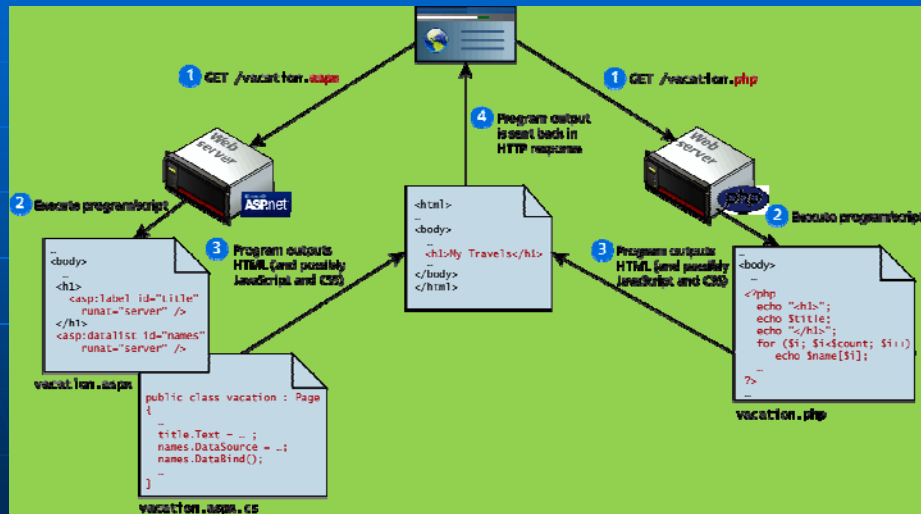 1 GET /vacation.aspx
1 GET /vacation.php
4 Program output
is sent back in
HTTP response
Web
server
ASP.net
Web
server
php
2 Execute program/script
2 Execute program/script
3 Program outputs
HTML (and possibly
JavaScript and CSS)
3 Program outputs
HTML (and possibly
JavaScript and CSS)
…
<body>
…
<h1>
<asp:label id="title"
runat="server" />
</h1>
<asp:datalist id="names"
runat="server" />
vacation.aspx
public class vacation : Page
{
…
title.Text = … ;
names.DataSource = …;
names.DataBind();
…
}
vacation.aspx.cs
<html>
…
<body>
…
<h1>My Travels</h1>
…
</body>
</html>
…
<body>
…
<?php
echo "<h1>";
echo $title;
echo "</h1>";
for ($i; $i<$count; $i++)
echo $name[$i];
…
?>
…
vacation.php